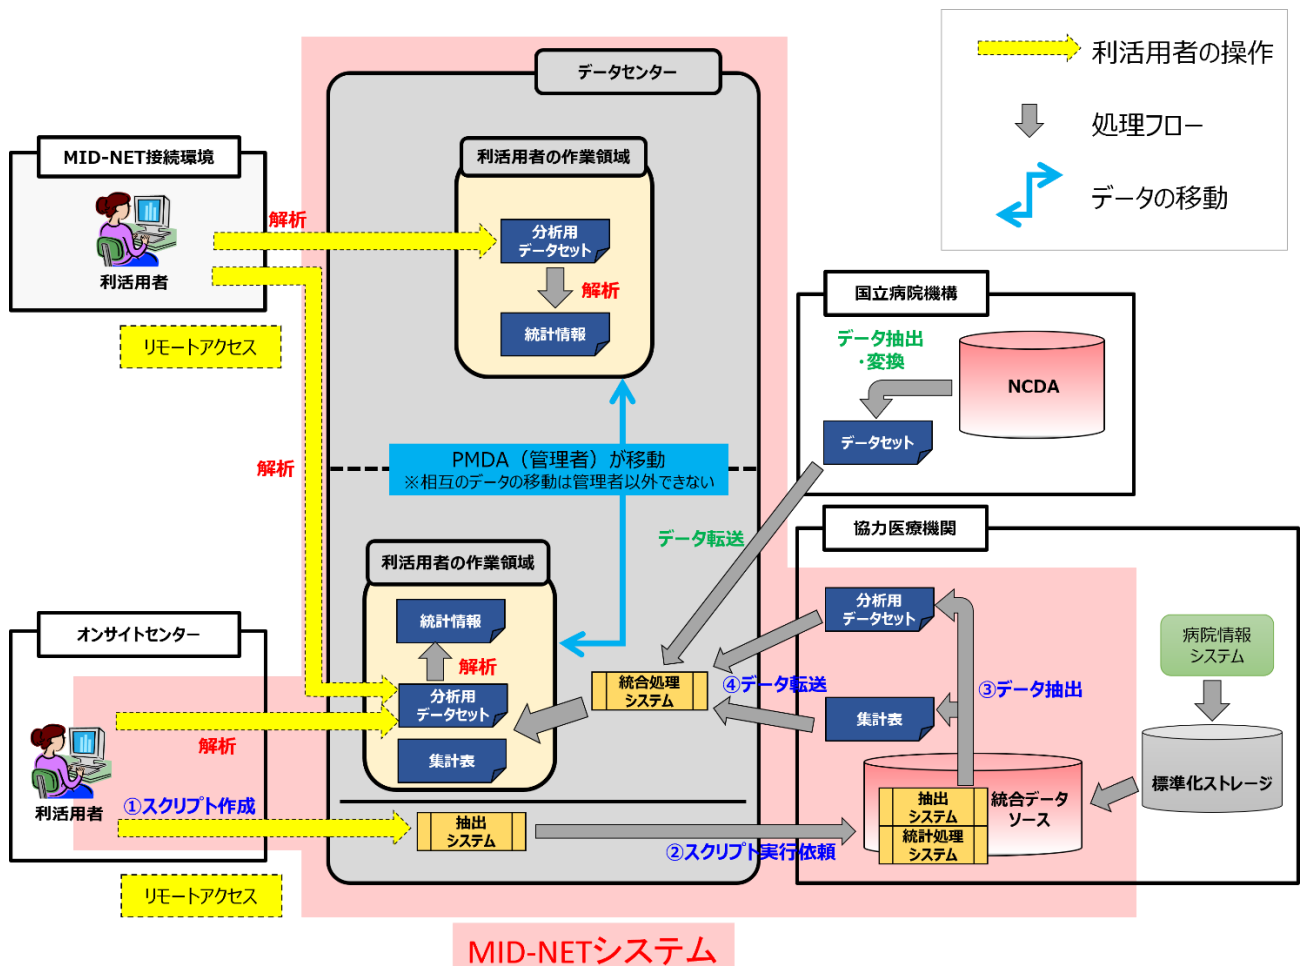 利活用者の操作
処理フロー
データの移動
データセンター
MID-NET接続環境
利活用者
解析
リモートアクセス
利活用者の作業領域
分析用
データセット
解析
統計情報
国立病院機構
データ抽出
・変換
NCDA
データセット
解析
PMDA（管理者）が移動
※相互のデータの移動は管理者以外できない
データ転送
協力医療機関
利活用者の作業領域
統計情報
解析
分析用
データセット
集計表
統合処理
システム
④データ転送
分析用
データセット
集計表
③データ抽出
病院情報
システム
標準化ストレージ
統合データ
ソース
抽出
システム
統計処理
システム
オンサイトセンター
解析
利活用者
①スクリプト作成
抽出
システム
②スクリプト実行依頼
リモートアクセス
MID-NETシステム